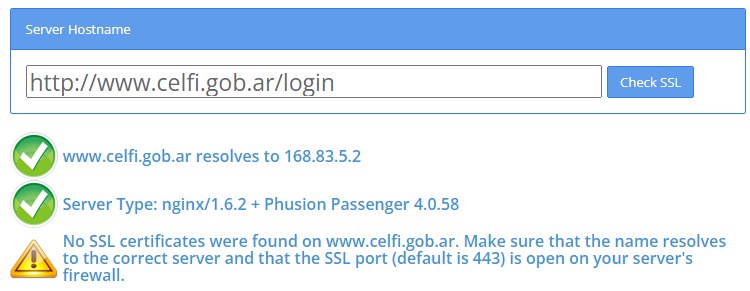 Server Hostname
http://www.celfi.gob.ar/login
Check SSL
www.celfi.gob.ar resolves to 168.83.5.2
Server Type: nginx/1.6.2 + Phusion Passenger 4.0.58
No SSL certificates were found on www.celfi.gob.ar. Make sure that the name resolves
to the correct server and that the SSL port (default is 443) is open on your server's
firewall.